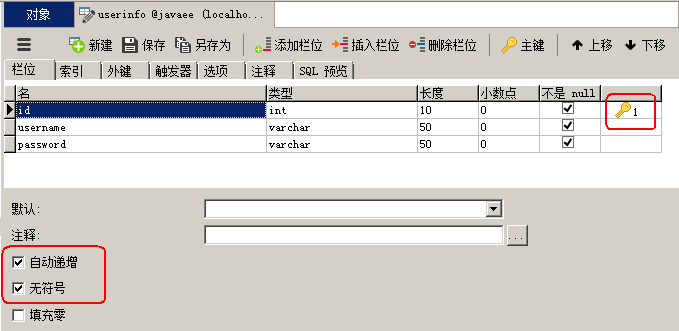 对象 userinfo @javaee (localho...
新建 保存 另存为 添加栏位 插入栏位 删除栏位 主键 上移 下移
栏位 索引 外键 触发器 选项 注释 SQL 预览
名 类型 长度 小数点 不是 null
id int 10 0 1
username varchar 50 0
password varchar 50 0
默认:
注释: ...
自动递增
无符号
填充零